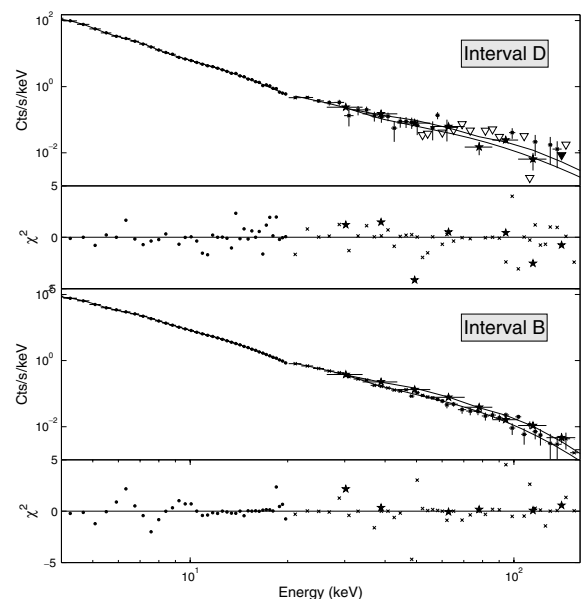 10²
10⁰
10⁻²
Cts/s/keV
Interval D
5
0
χ²
5
10⁰
10⁻²
Cts/s/keV
Interval B
5
0
−5
χ²
10¹
10²
Energy (keV)